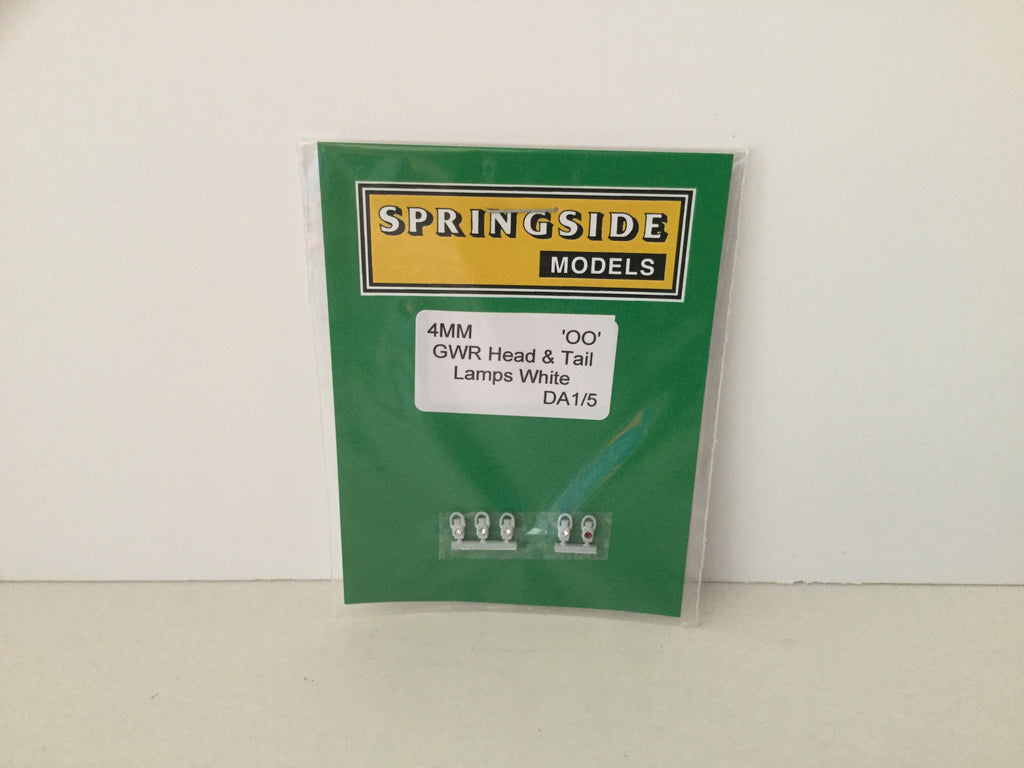 SPRINGSIDE
MODELS
4MM 'OO'
GWR Head & Tail
Lamps White
DA1/5